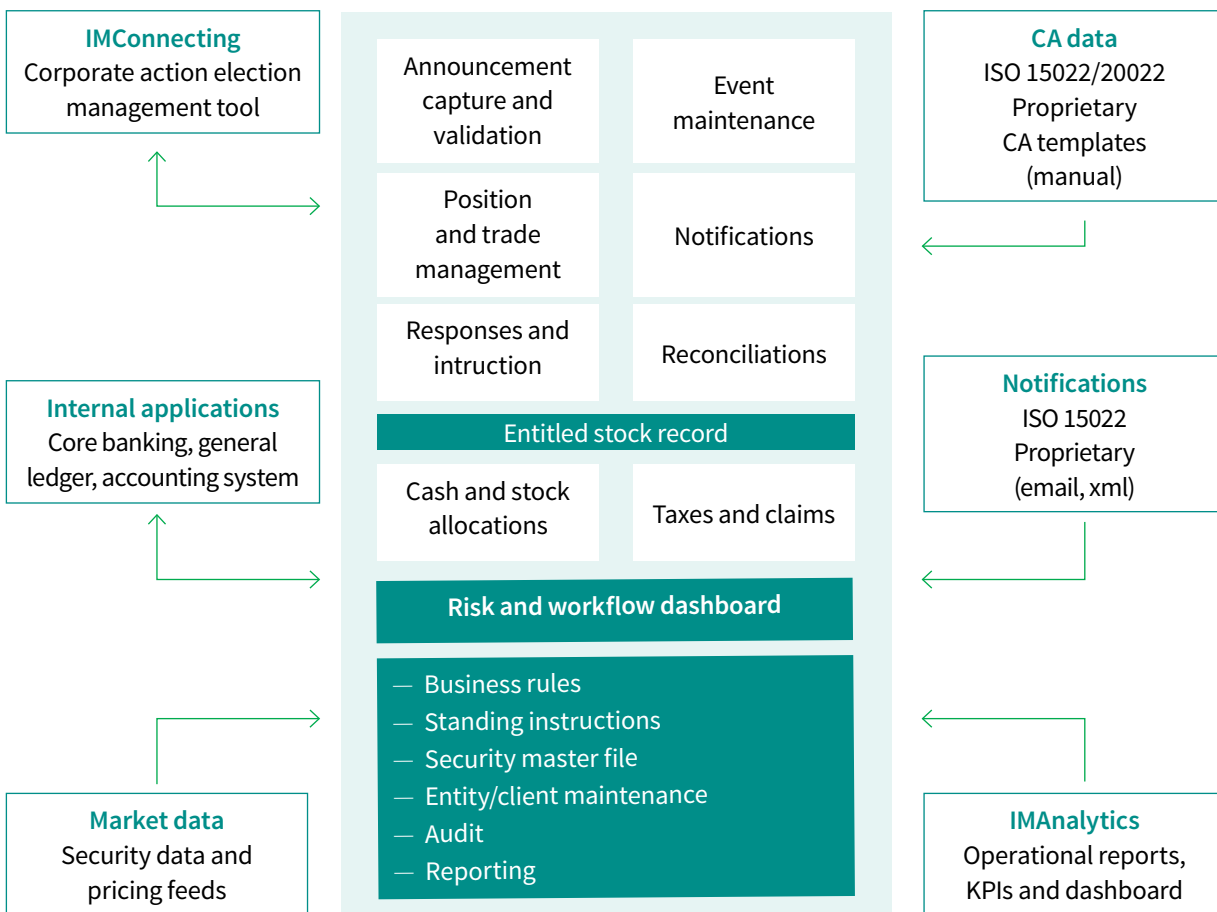 IMConnecting
Corporate action election
management tool
Announcement
capture and
validation
Event
maintenance
CA data
ISO 15022/20022
Proprietary
CA templates
(manual)
Position
and trade
management
Notifications
Responses and
intruction
Reconciliations
Internal applications
Core banking, general
ledger, accounting system
Entitled stock record
Notifications
ISO 15022
Proprietary
(email, xml)
Cash and stock
allocations
Taxes and claims
Risk and workflow dashboard
— Business rules
— Standing instructions
— Security master file
— Entity/client maintenance
— Audit
— Reporting
Market data
Security data and
pricing feeds
IMAnalytics
Operational reports,
KPIs and dashboard